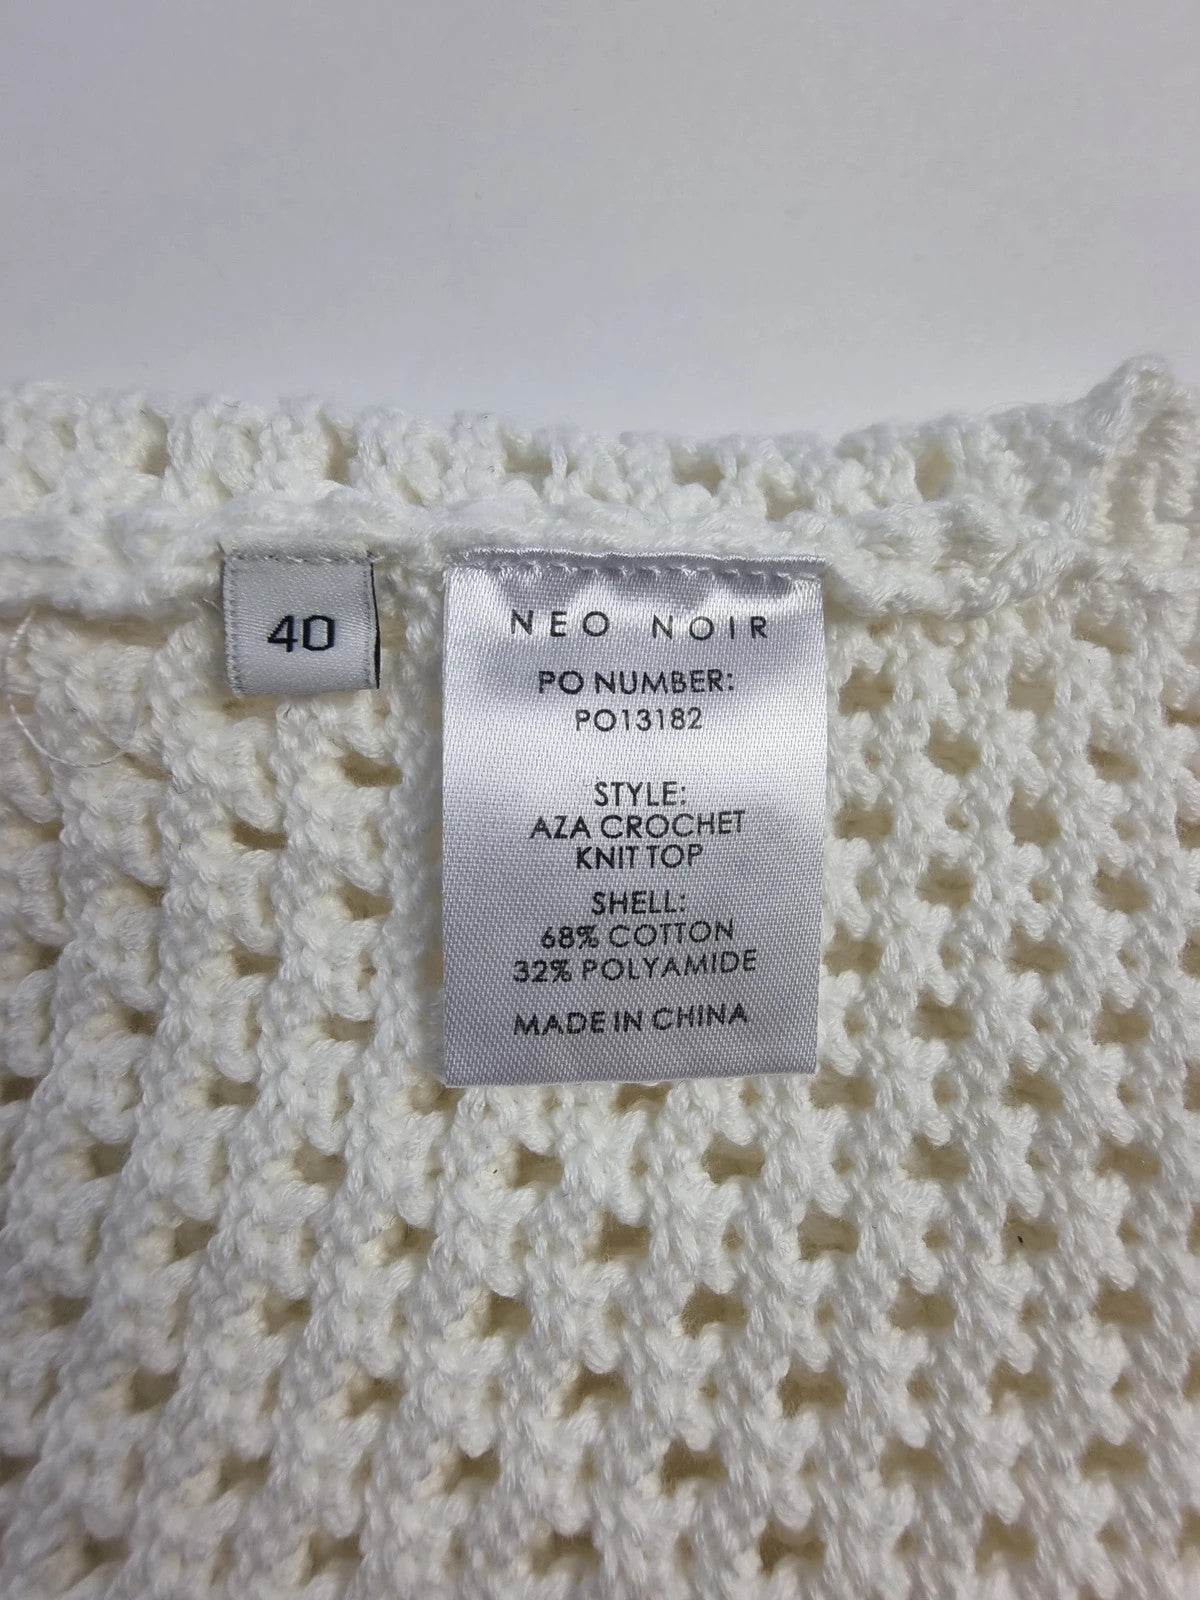 40
NEO NOIR
PO NUMBER:
PO13182
STYLE:
AZA CROCHET
KNIT TOP
SHELL:
68% COTTON
32% POLYAMIDE
MADE IN CHINA